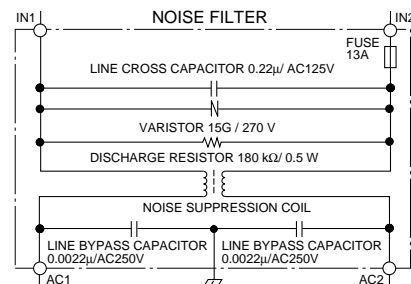 IN1
NOISE FILTER
IN2
FUSE
13A
LINE CROSS CAPACITOR 0.22µ/ AC125V
VARISTOR 15G / 270 V
DISCHARGE RESISTOR 180 kΩ/ 0.5 W
NOISE SUPPRESSION COIL
LINE BYPASS CAPACITOR
0.0022µ/AC250V
LINE BYPASS CAPACITOR
0.0022µ/AC250V
AC1
AC2